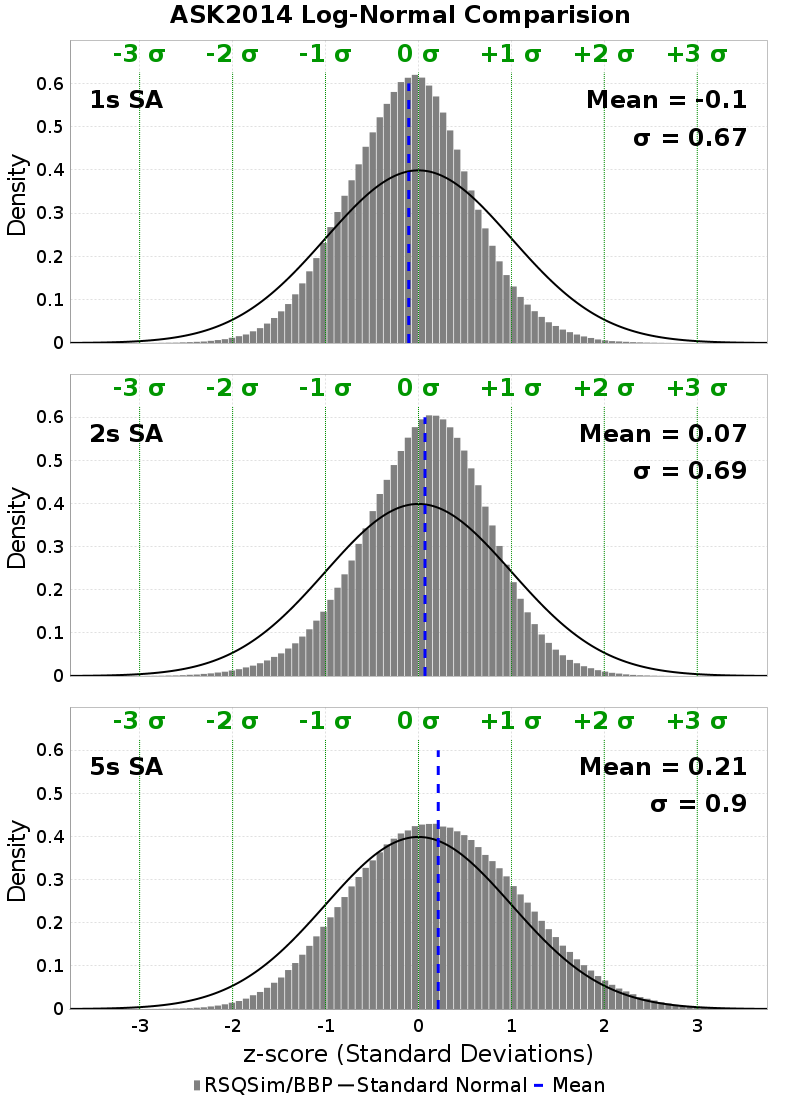 ASK2014 Log-Normal Comparision
-3 σ -2 σ -1 σ 0 σ +1 σ +2 σ +3 σ
1s SA
Mean = -0.1
σ = 0.67
0.6
0.5
0.4
0.3
0.2
0.1
0
Density
-3 σ -2 σ -1 σ 0 σ +1 σ +2 σ +3 σ
2s SA
Mean = 0.07
σ = 0.69
0.6
0.5
0.4
0.3
0.2
0.1
0
Density
-3 σ -2 σ -1 σ 0 σ +1 σ +2 σ +3 σ
5s SA
Mean = 0.21
σ = 0.9
0.6
0.5
0.4
0.3
0.2
0.1
0
Density
-3 -2 -1 0 1 2 3
z-score (Standard Deviations)
RSQSim/BBP Standard Normal Mean